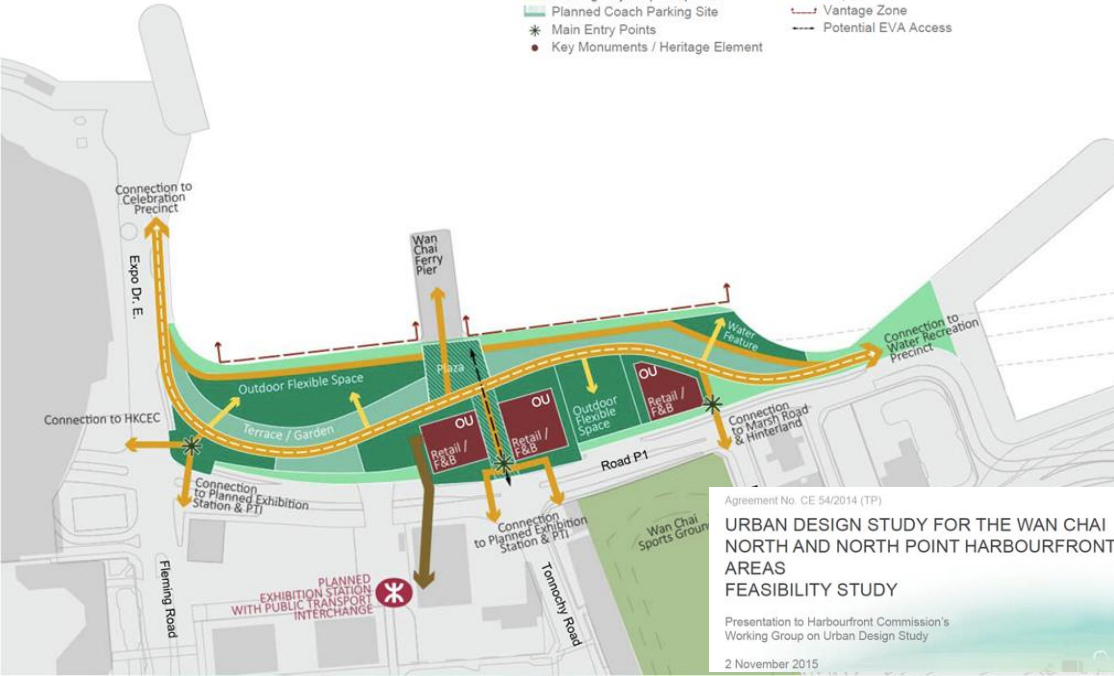 Planned Coach Parking Site
Main Entry Points
Key Monuments / Heritage Element
Vantage Zone
Potential EVA Access
Connection to
Celebration
Precinct
Expo Dr. E.
Wan
Chai
Ferry
Pier
Plaza
Water
Feature
Connection to
Water Recreation
Precinct
Outdoor Flexible Space
Terrace / Garden
Connection to HKCEC
OU
Retail /
F&B
OU
Retail /
F&B
Outdoor
Flexible
Space
OU
Retail /
F&B
Connection
to Marsh Road
& Hinterland
Road P1
Connection
to Planned Exhibition
Station & PTI
Connection
to Planned Exhibition
Station & PTI
Wan Chai
Sports Ground
Fleming Road
PLANNED
EXHIBITION STATION
WITH PUBLIC TRANSPORT
INTERCHANGE
Tonnochy Road
Agreement No. CE 54/2014 (TP)
URBAN DESIGN STUDY FOR THE WAN CHAI
NORTH AND NORTH POINT HARBOURFRONT
AREAS
FEASIBILITY STUDY
Presentation to Harbourfront Commission's
Working Group on Urban Design Study
2 November 2015